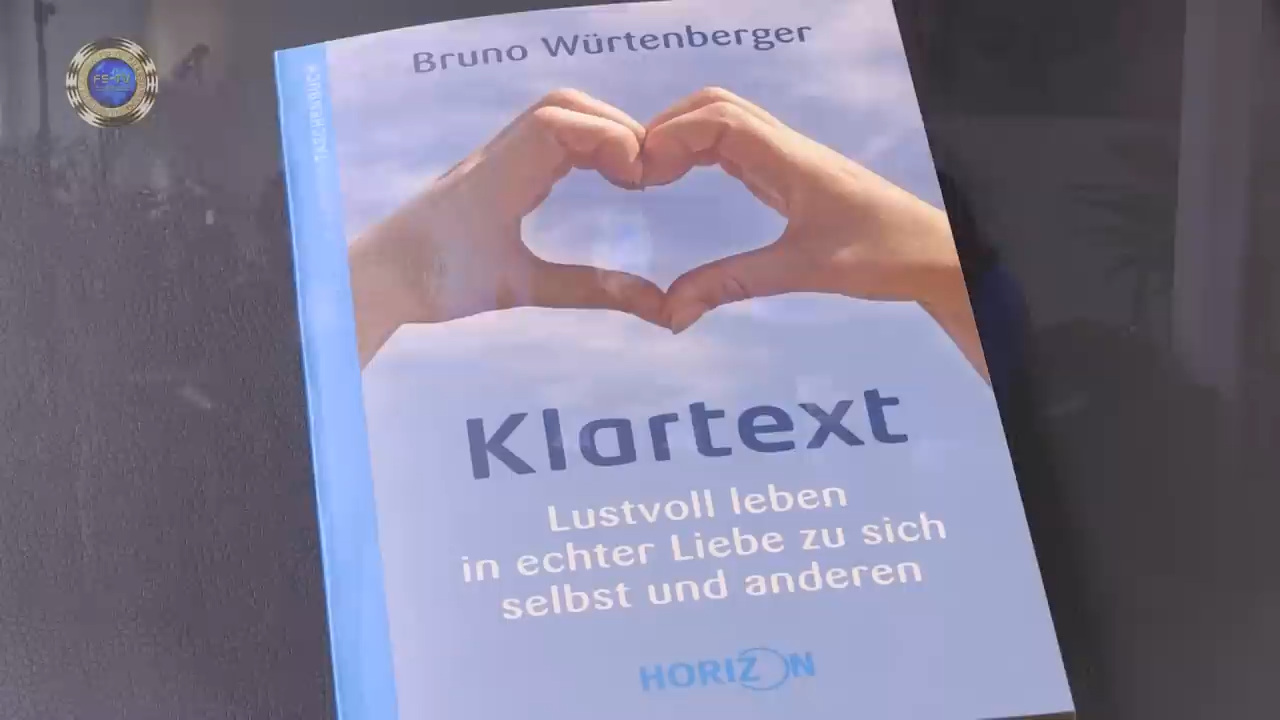 Bruno Würtenberger
TASCHENBUCH
Klartext
Lustvoll leben
in echter Liebe zu sich
selbst und anderen
HORIZON